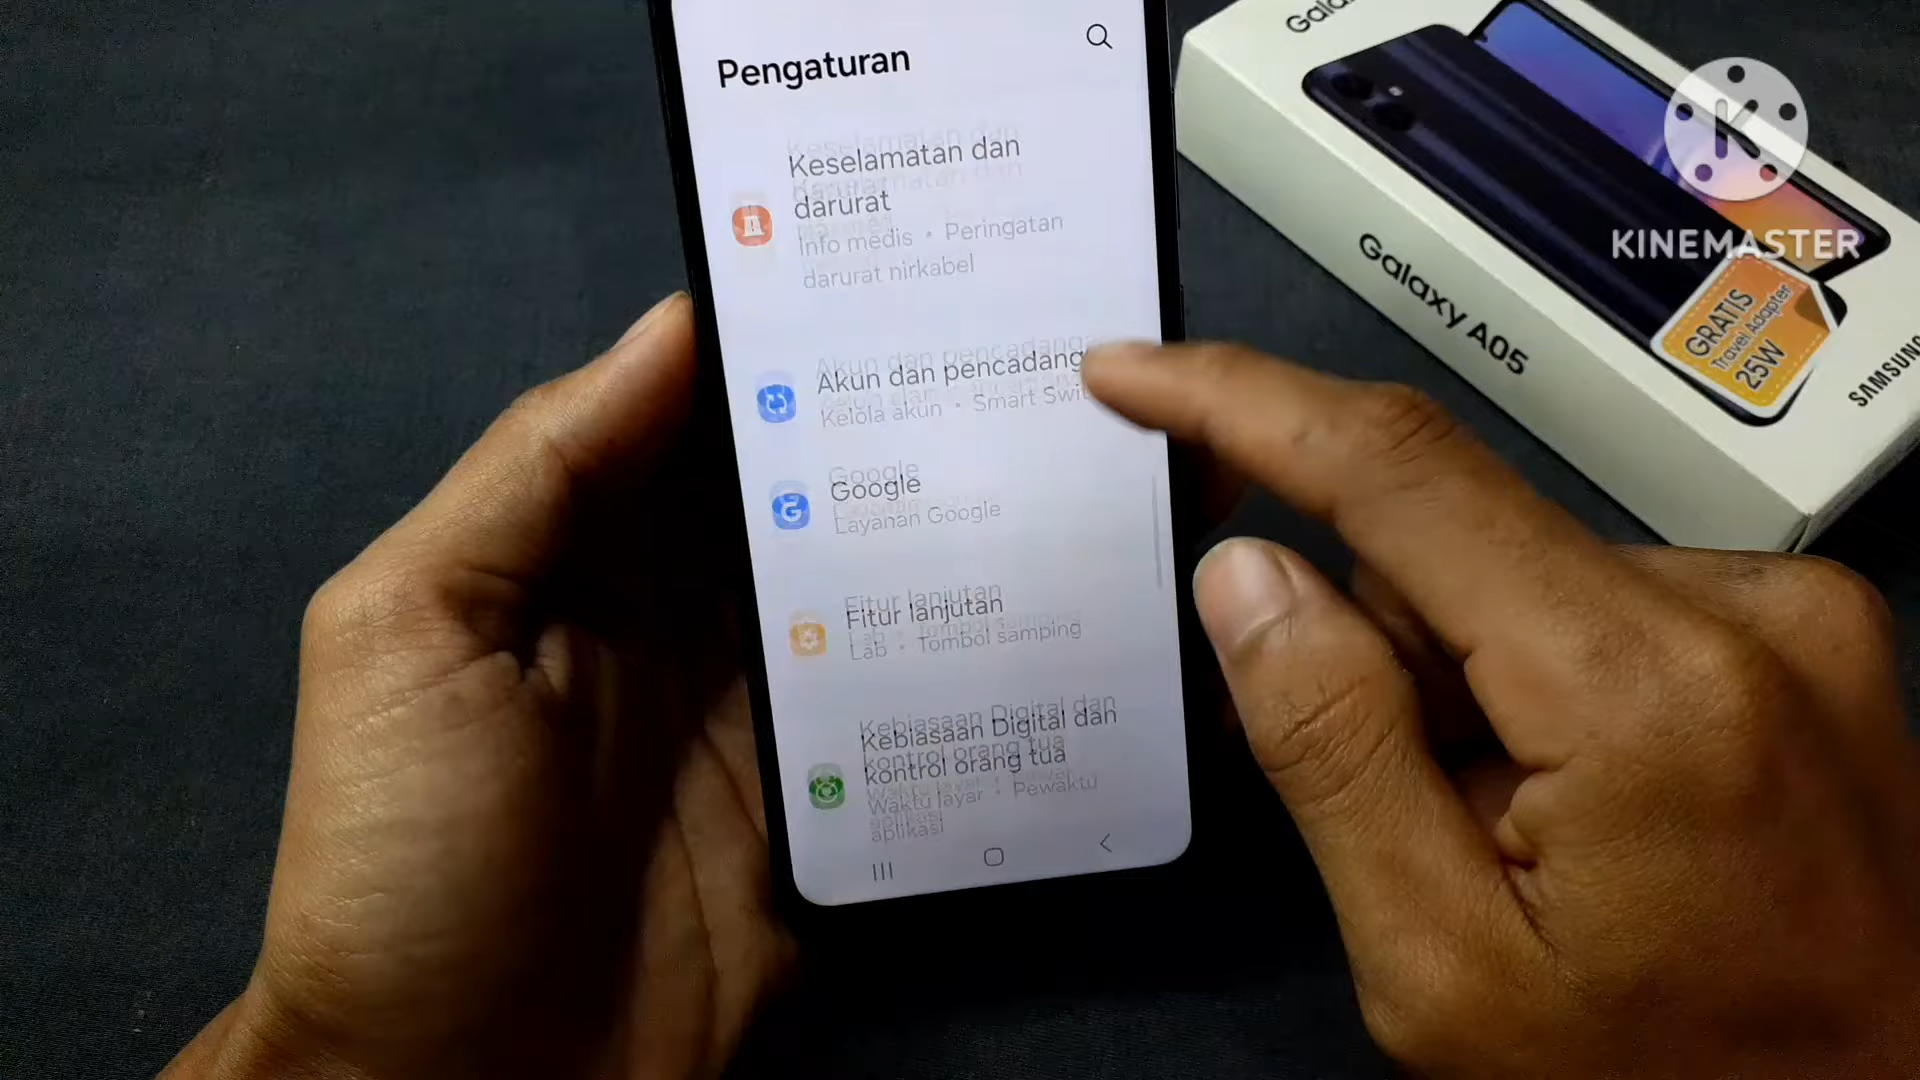 Pengaturan
Keselamatan dan
darurat
Info medis • Peringatan
darurat nirkabel
Akun dan pencadang
Kelola akun • Smart Swit
Google
Layanan Google
Fitur lanjutan
Lab • Tombol samping
Kebiasaan Digital dan
kontrol orang tua
Waktu layar • Pewaktu
aplikasi
K
KINEMASTER
Galaxy A05
GRATIS
Travel Adapter
25W
SAMSUNG